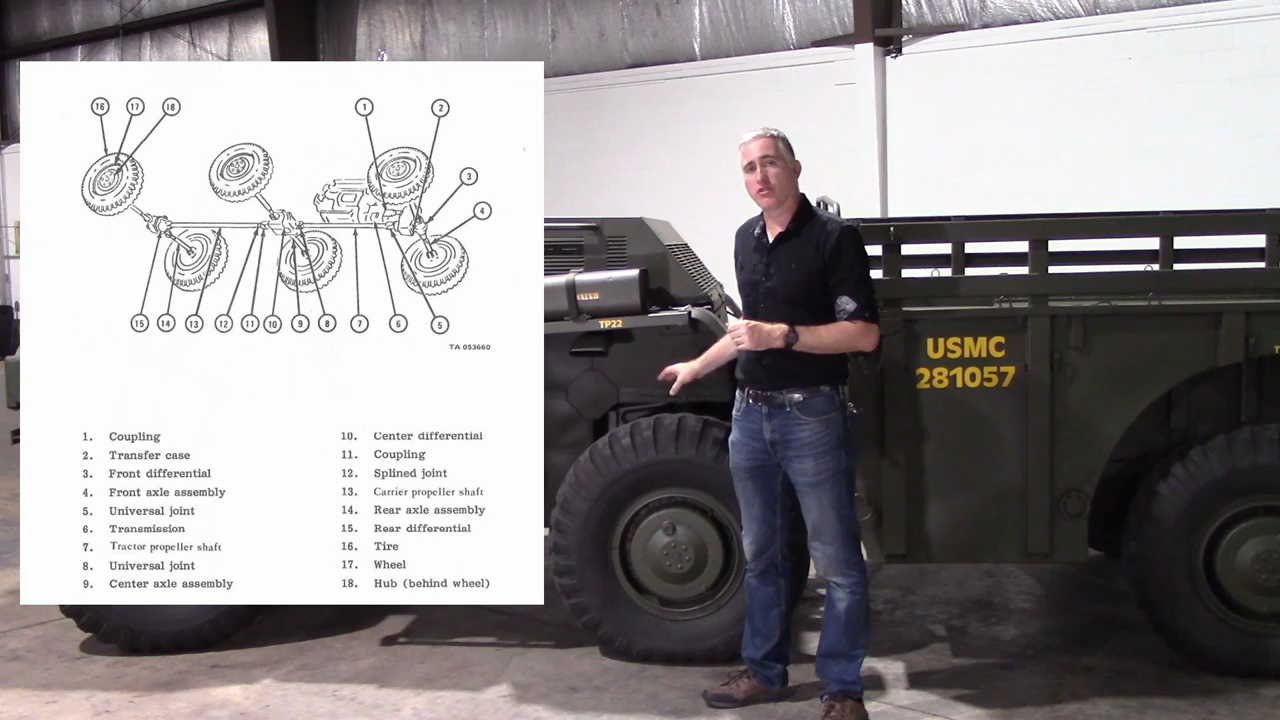 16 17 18 1 2
3
4
15 14 13 12 11 10 9 8 7 6 5
TA 053660
1. Coupling
2. Transfer case
3. Front differential
4. Front axle assembly
5. Universal joint
6. Transmission
7. Tractor propeller shaft
8. Universal joint
9. Center axle assembly
10. Center differential
11. Coupling
12. Splined joint
13. Carrier propeller shaft
14. Rear axle assembly
15. Rear differential
16. Tire
17. Wheel
18. Hub (behind wheel)
TP22
USMC
281057